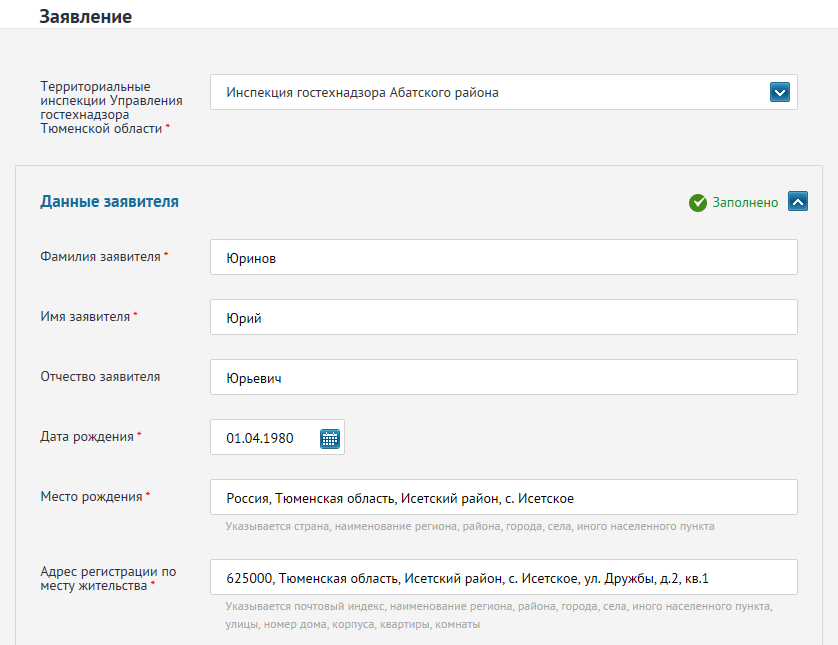 Заявление
Территориальные
инспекции Управления
гостехнадзора
Тюменской области *
Инспекция гостехнадзора Абатского района
Данные заявителя
Заполнено
Фамилия заявителя *
Юринов
Имя заявителя *
Юрий
Отчество заявителя
Юрьевич
Дата рождения *
01.04.1980
Место рождения *
Россия, Тюменская область, Исетский район, с. Исетское
Указывается страна, наименование региона, района, города, села, иного населенного пункта
Адрес регистрации по
месту жительства *
625000, Тюменская область, Исетский район, с. Исетское, ул. Дружбы, д.2, кв.1
Указывается почтовый индекс, наименование региона, района, города, села, иного населенного пункта,
улицы, номер дома, корпуса, квартиры, комнаты